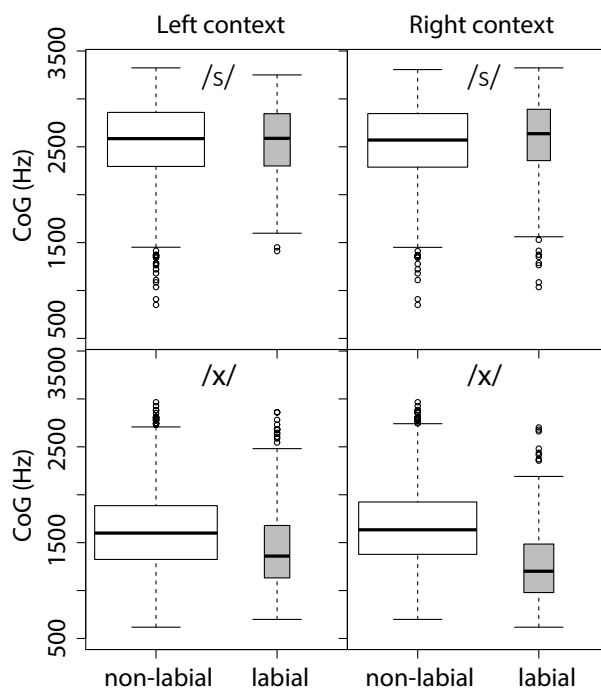 Left context
Right context
/s/
/s/
CoG (Hz)
3500
2500
1500
500
/x/
/x/
CoG (Hz)
3500
2500
1500
500
non-labial
labial
non-labial
labial